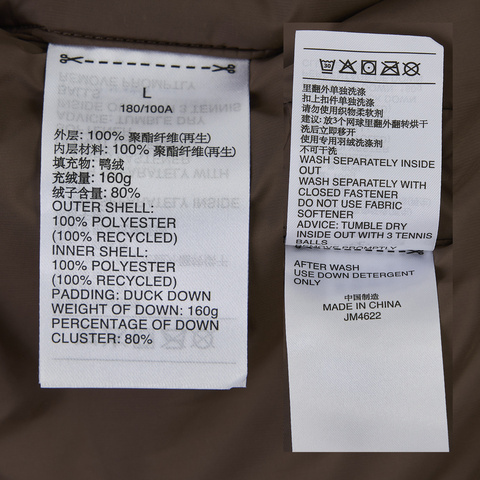 L
180/100A
外层: 100% 聚酯纤维(再生)
内层材料: 100% 聚酯纤维(再生)
填充物: 鸭绒
充绒量: 160g
绒子含量: 80%
OUTER SHELL:
100% POLYESTER
(100% RECYCLED)
INNER SHELL:
100% POLYESTER
(100% RECYCLED)
PADDING: DUCK DOWN
WEIGHT OF DOWN: 160g
PERCENTAGE OF DOWN
CLUSTER: 80%
里翻外单独洗涤
扣上扣件单独洗涤
请勿使用织物柔软剂
建议: 放3个网球里翻外翻转烘干
洗后立即移开
使用专用羽绒洗涤剂
不可干洗
WASH SEPARATELY INSIDE
OUT
WASH SEPARATELY WITH
CLOSE FASTENER
DO NOT USE FABRIC
SOFTENER
ADVICE: TUMBLE DRY
INSIDE OUT WITH 3 TENNIS
BALLS
AFTER WASH
USE DOWN DETERGENT
ONLY
中国制造
MADE IN CHINA
JM4622